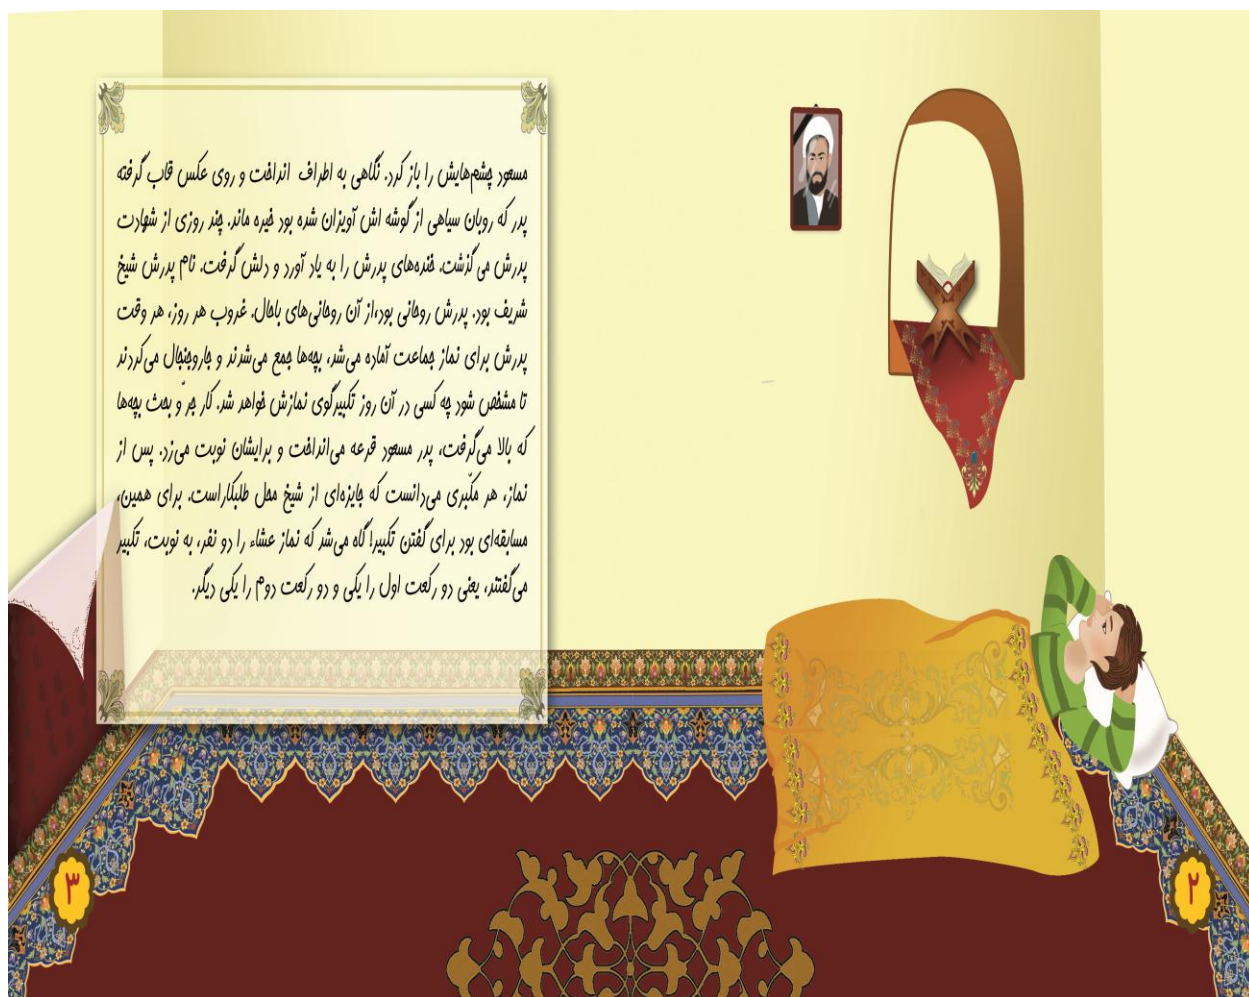 مسعود چشم‌هایش را باز کرد. نگاهی به اطراف انداخت و روی عکس قاب گرفته
پدر که روبان سیاهی از گوشه اش آویزان شده بود خیره ماند. چند روزی از شهادت
پدرش می گذشت. خنده‌های پدرش را به یاد آورد و دلش گرفت. نام پدرش شیخ
شریف بود. پدرش روحانی بود،از آن روحانی‌های باحال. غروب هر روز، هر وقت
پدرش برای نماز جماعت آماده می‌شد، بچه‌ها جمع می‌شدند و جاروجنجال می‌کردند
تا مشخص شود چه کسی در آن روز تکبیرگوی نمازش خواهد شد. کار جرّ و بحث بچه‌ها
که بالا می‌گرفت، پدر مسعود قرعه می‌انداخت و برایشان نوبت می‌زد. پس از
نماز، هر مکبّری می‌دانست که جایزه‌ای از شیخ محل طلبکاراست. برای همین،
مسابقه‌ای بود برای گفتن تکبیر! گاه می‌شد که نماز عشاء را دو نفر، به نوبت، تکبیر
می‌گفتند، یعنی دو رکعت اول را یکی و دو رکعت دوم را یکی دیگر.
۲
۳